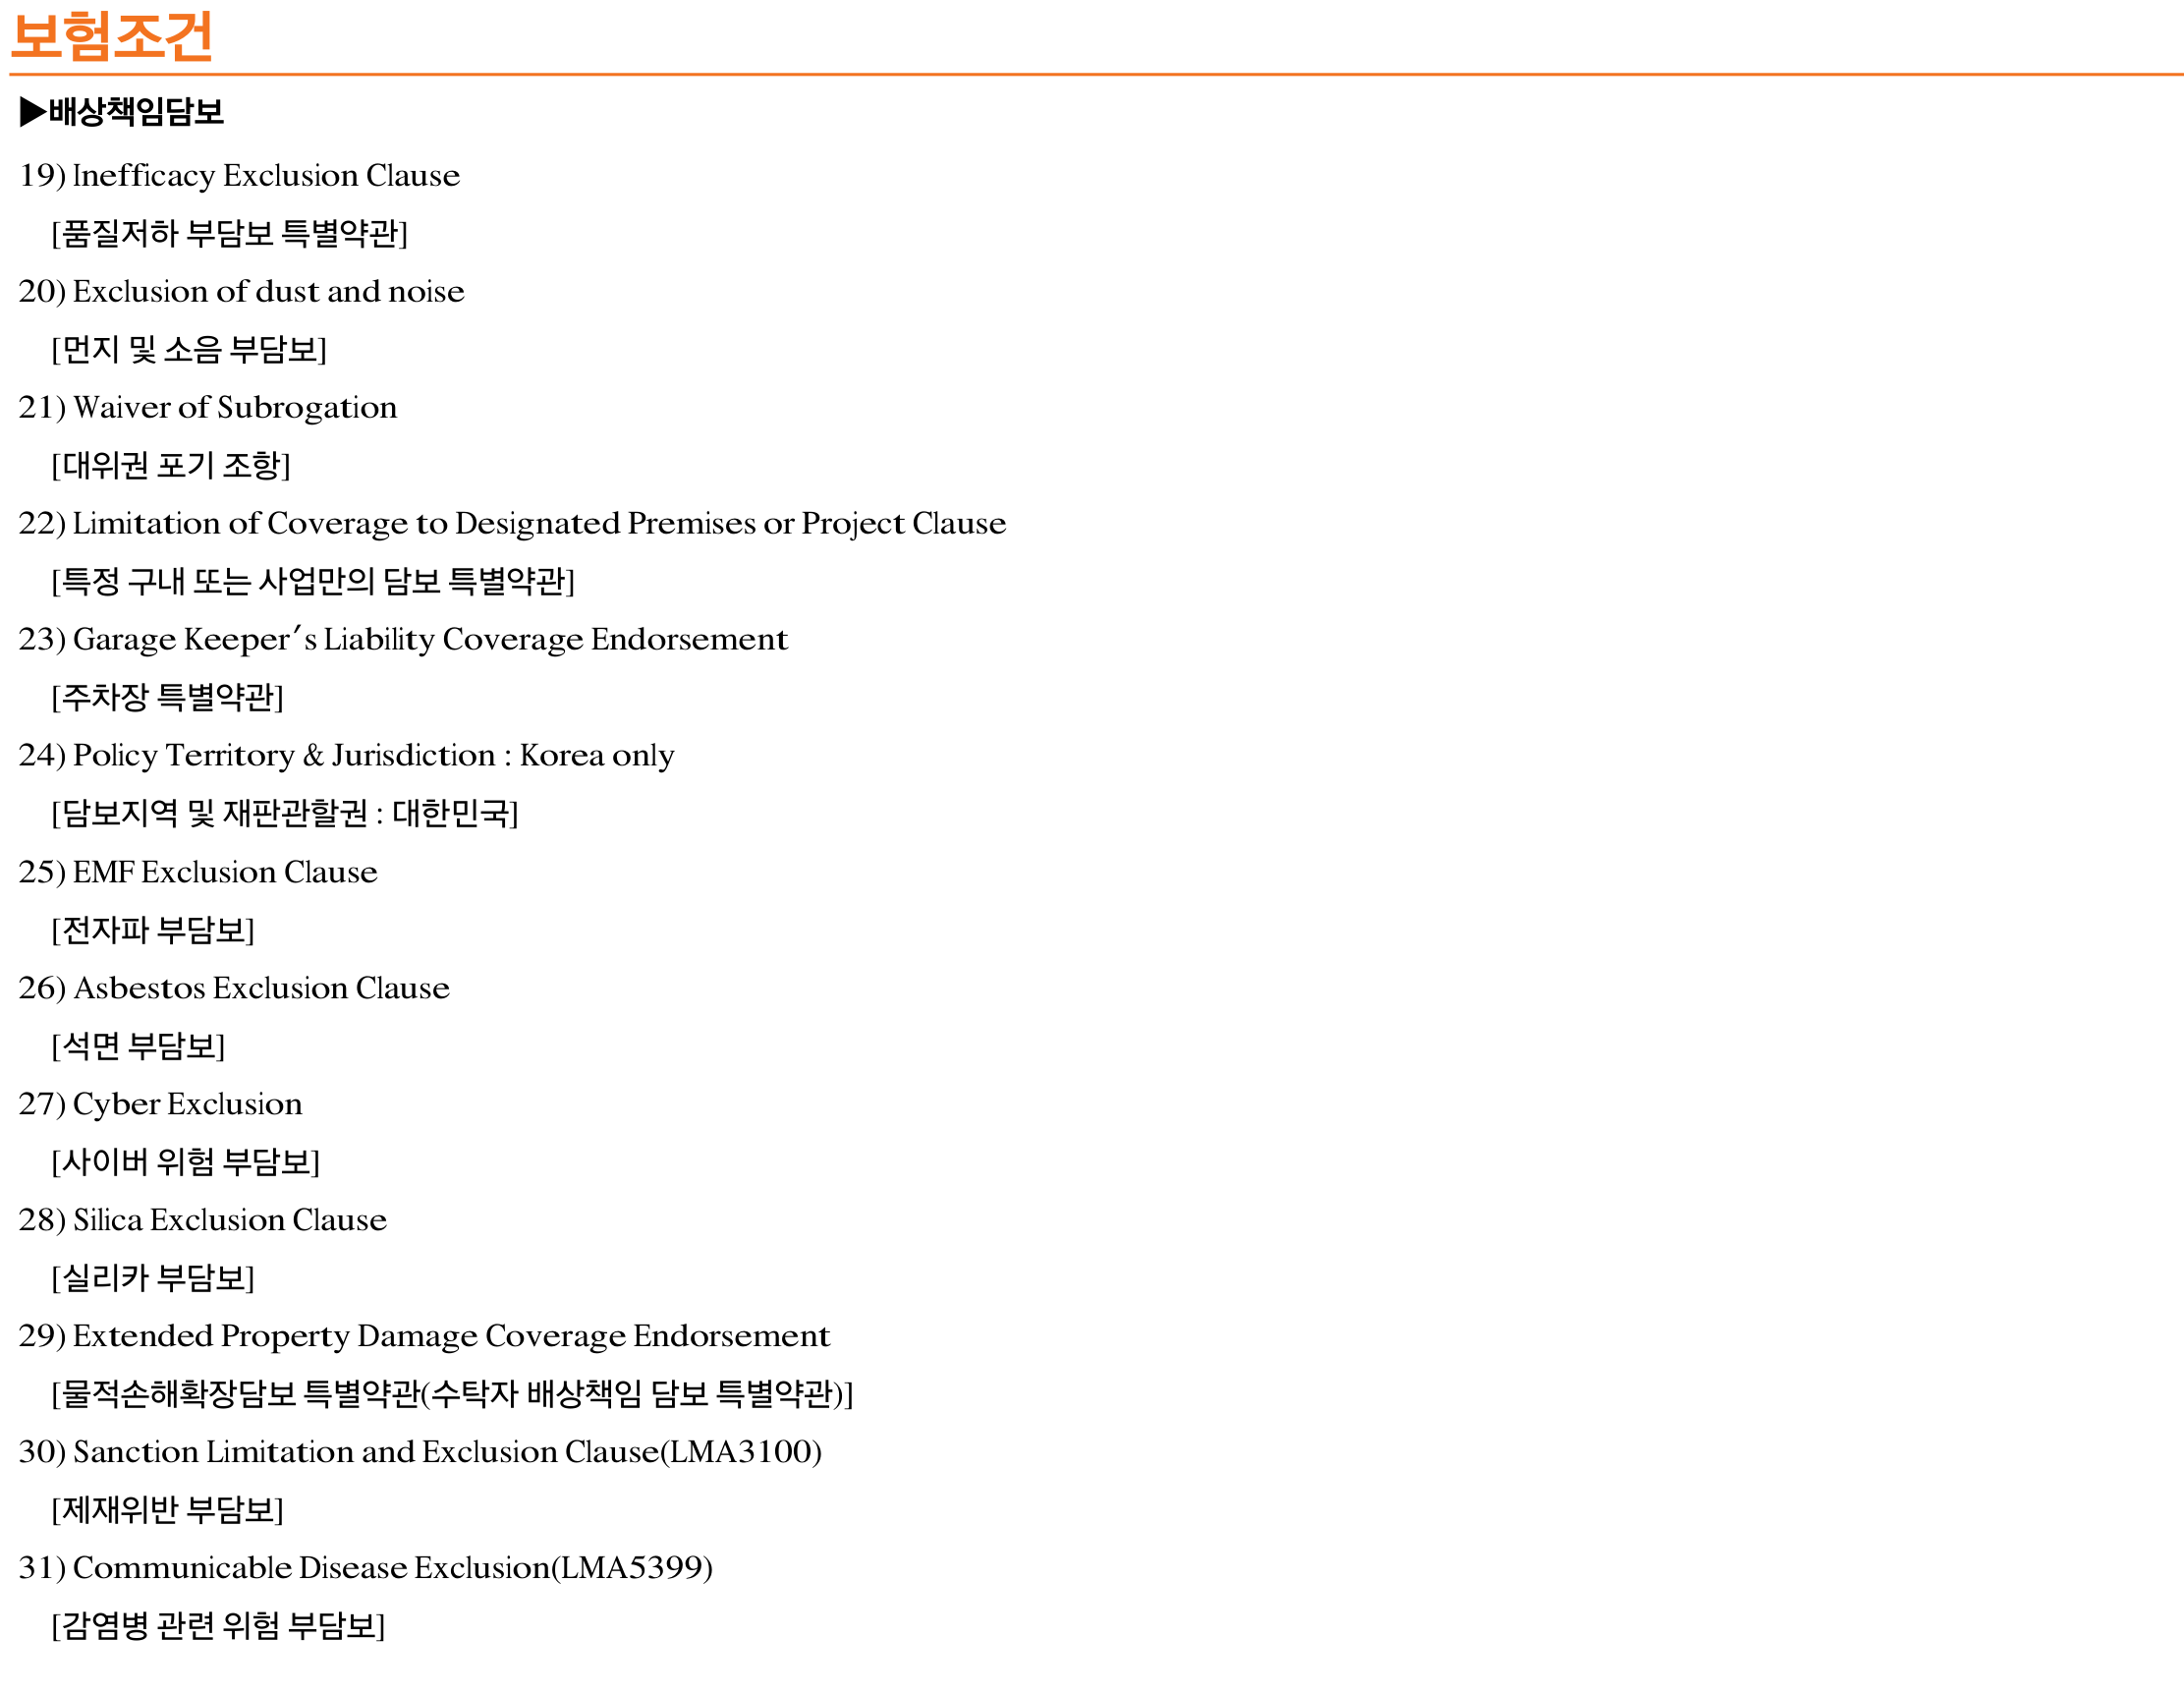 보험조건
▶배상책임담보
19) Inefficacy Exclusion Clause
[품질저하 부담보 특별약관]
20) Exclusion of dust and noise
[먼지 및 소음 부담보]
21) Waiver of Subrogation
[대위권 포기 조항]
22) Limitation of Coverage to Designated Premises or Project Clause
[특정 구내 또는 사업만의 담보 특별약관]
23) Garage Keeper′s Liability Coverage Endorsement
[주차장 특별약관]
24) Policy Territory & Jurisdiction : Korea only
[담보지역 및 재판관할권 : 대한민국]
25) EMF Exclusion Clause
[전자파 부담보]
26) Asbestos Exclusion Clause
[석면 부담보]
27) Cyber Exclusion
[사이버 위험 부담보]
28) Silica Exclusion Clause
[실리카 부담보]
29) Extended Property Damage Coverage Endorsement
[물적손해확장담보 특별약관(수탁자 배상책임 담보 특별약관)]
30) Sanction Limitation and Exclusion Clause(LMA3100)
[제재위반 부담보]
31) Communicable Disease Exclusion(LMA5399)
[감염병 관련 위험 부담보]